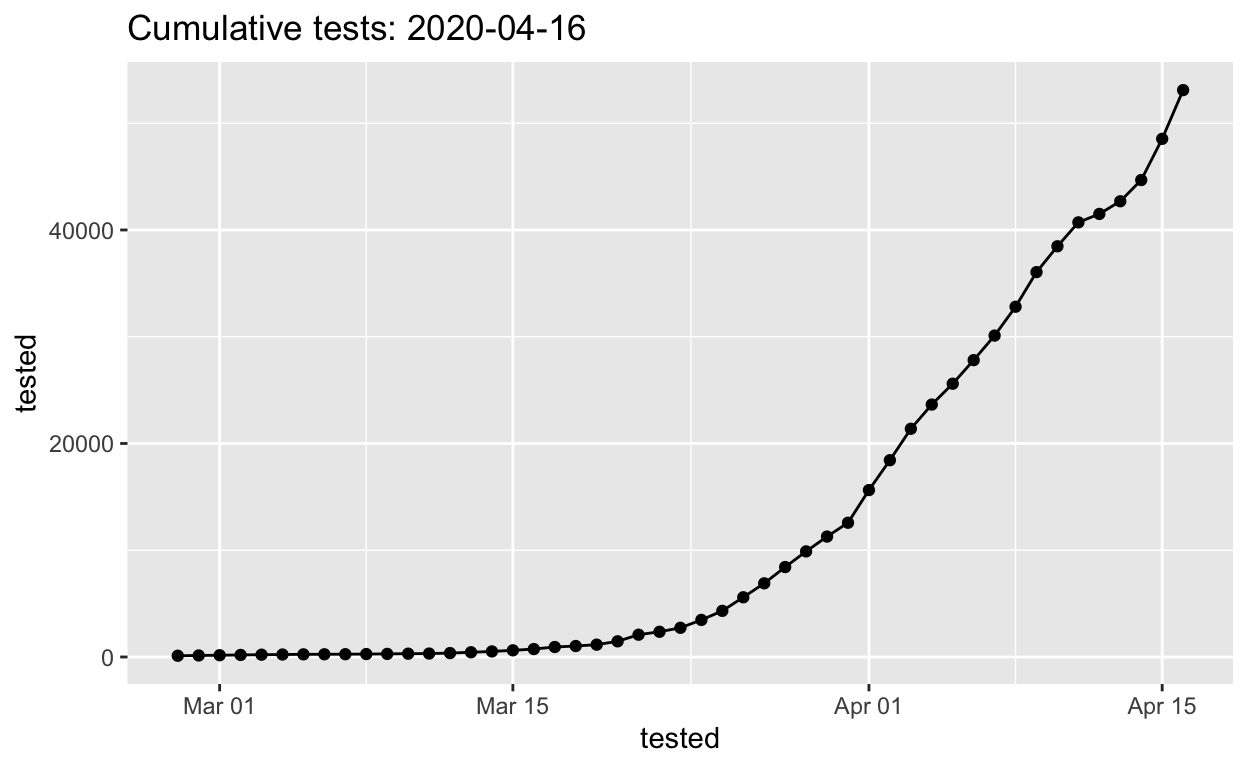 Cumulative tests: 2020-04-16
tested
40000
20000
0
Mar 01 Mar 15 Apr 01 Apr 15
tested